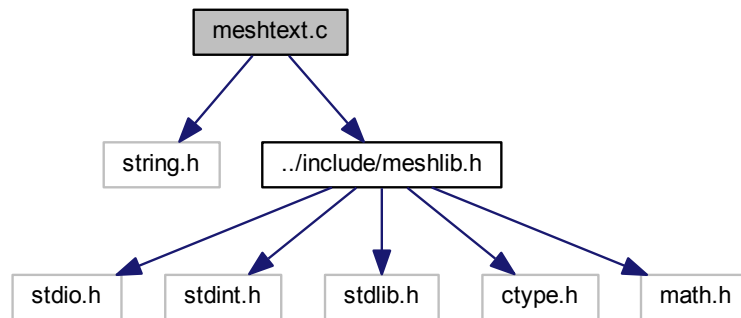 meshtext.c
string.h
../include/meshlib.h
stdio.h
stdint.h
stdlib.h
ctype.h
math.h